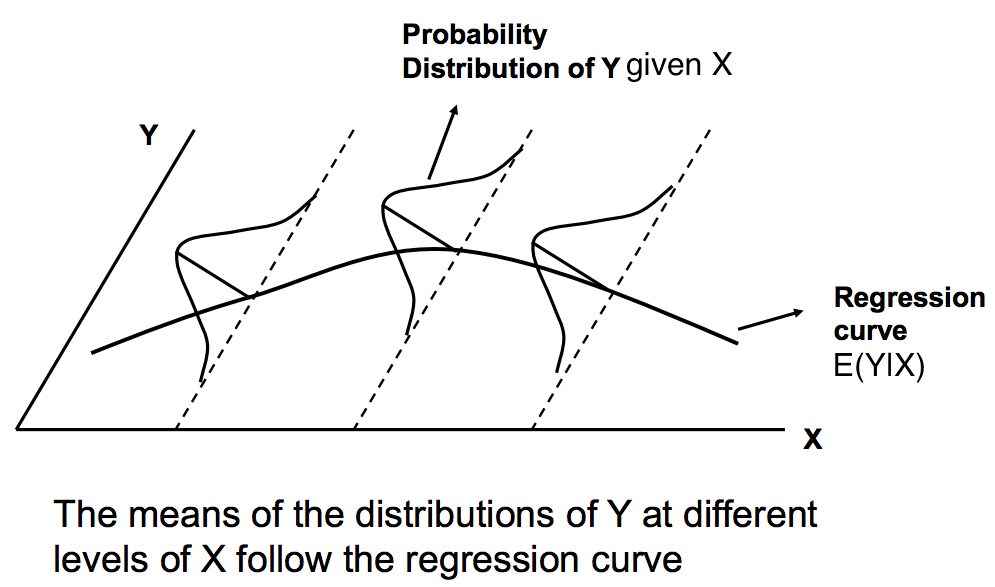 Probability
Distribution of Y given X
Y
Regression
curve
E(Y|X)
X
The means of the distributions of Y at different
levels of X follow the regression curve